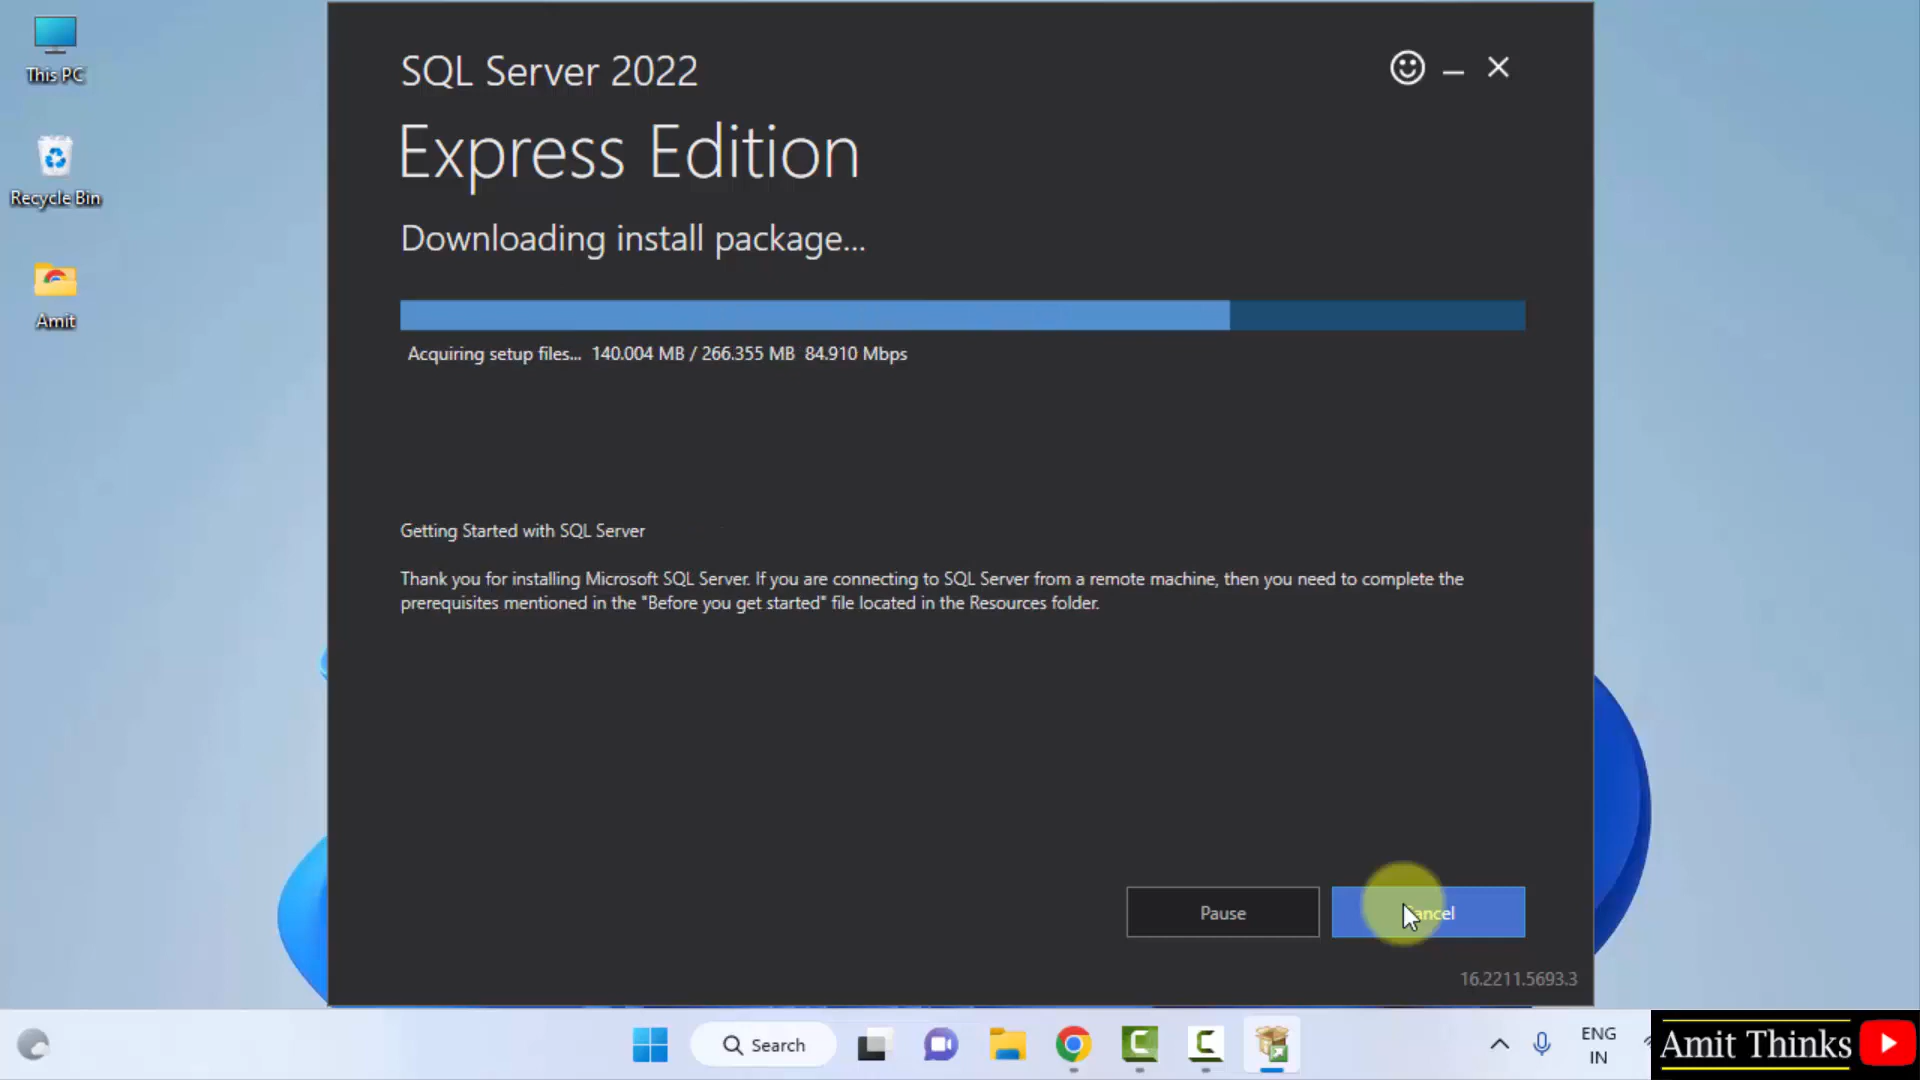 This PC
Recycle Bin
Amit
SQL Server 2022
Express Edition
Downloading install package...
Acquiring setup files... 140.004 MB / 266.355 MB 84.910 Mbps
Getting Started with SQL Server
Thank you for installing Microsoft SQL Server. If you are connecting to SQL Server from a remote machine, then you need to complete the
prerequisites mentioned in the "Before you get started" file located in the Resources folder.
Pause
Cancel
16.2211.5693.3
Search
ENG
IN
Amit Thinks